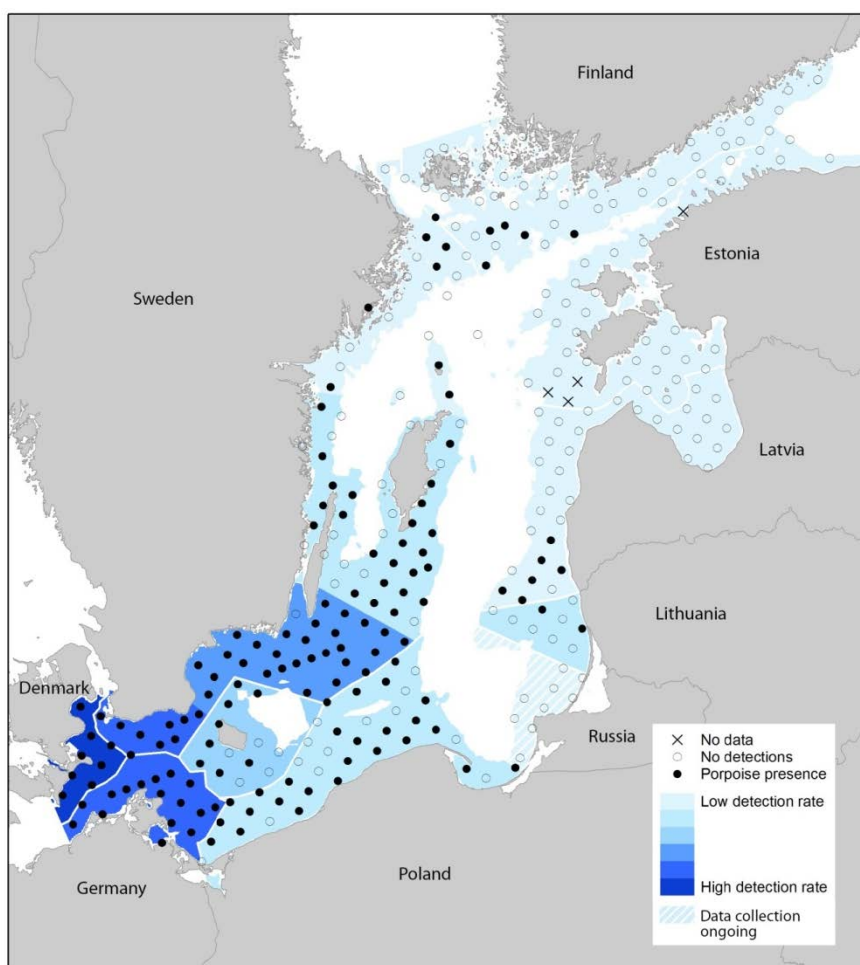 Finland
Estonia
Sweden
Latvia
Lithuania
Denmark
Russia
Germany
Poland
No data
No detections
Porpoise presence
Low detection rate
High detection rate
Data collection
ongoing